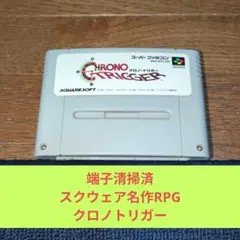 スーパーファミコン
CHRONO
TRIGGER
クロノ・トリガー
SQUARESOFT
端子清掃済
スクウェア名作RPG
クロノトリガー